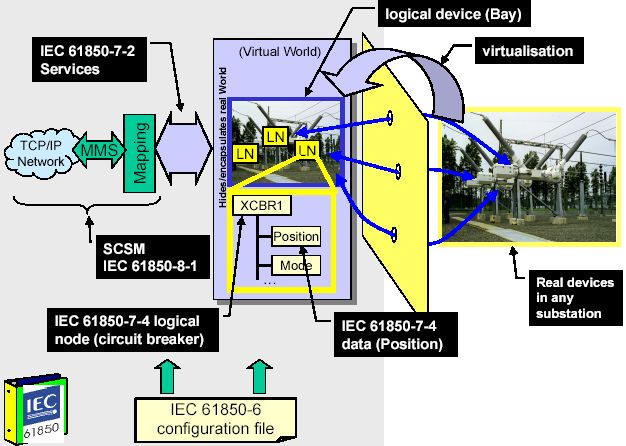 logical device (Bay)
IEC 61850-7-2
Services
(Virtual World)
virtualisation
Hides/encapsulates real World
TCP/IP
Network
MMS
Mapping
LN
LN
LN
XCBR1
Position
Mode
...
SCSM
IEC 61850-8-1
Real devices
in any
substation
IEC 61850-7-4 logical
node (circuit breaker)
IEC 61850-7-4
data (Position)
IEC 61850-6
configuration file
IEC
61850